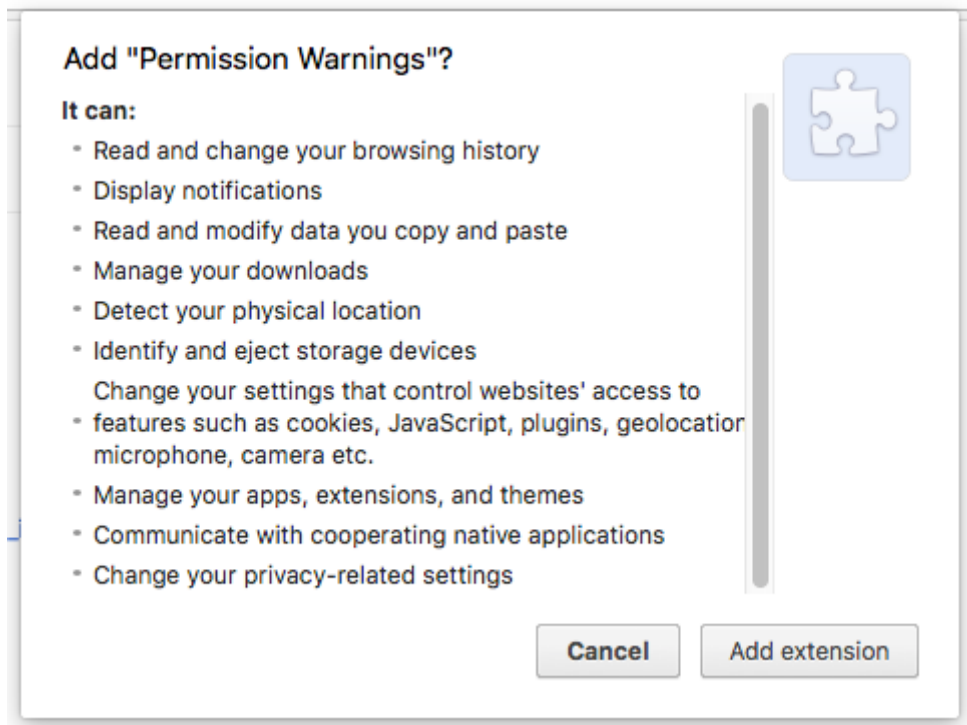 Add "Permission Warnings"?
It can:
Read and change your browsing history
Display notifications
Read and modify data you copy and paste
Manage your downloads
Detect your physical location
Identify and eject storage devices
Change your settings that control websites' access to
features such as cookies, JavaScript, plugins, geolocation
microphone, camera etc.
Manage your apps, extensions, and themes
Communicate with cooperating native applications
Change your privacy-related settings
Cancel
Add extension